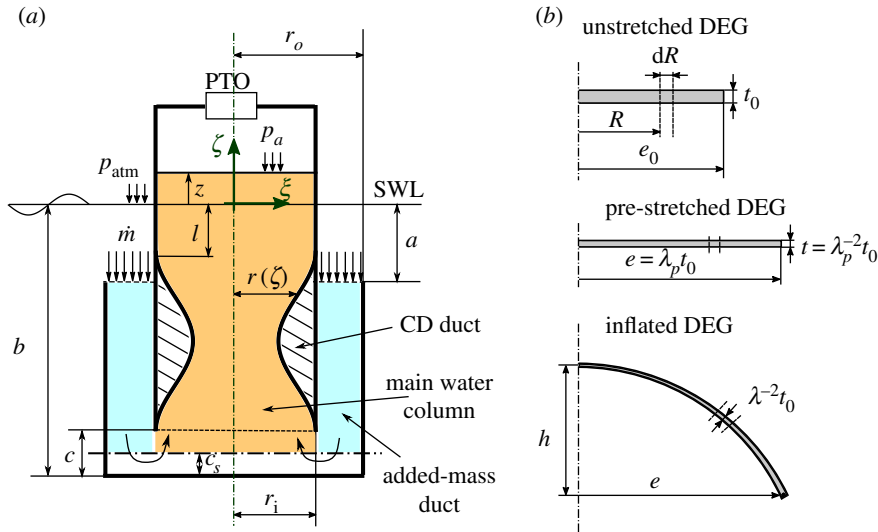 (a)
r_o
PTO
p_a
ζ
p_atm
z
ξ
SWL
ṁ
l
a
r(ζ)
b
CD duct
main water
column
c
c_s
added-mass
duct
r_i
(b)
unstretched DEG
dR
t_0
R
e_0
pre-stretched DEG
e = λ_p t_0
t = λ_p^{-2} t_0
inflated DEG
λ^{-2} t_0
h
e